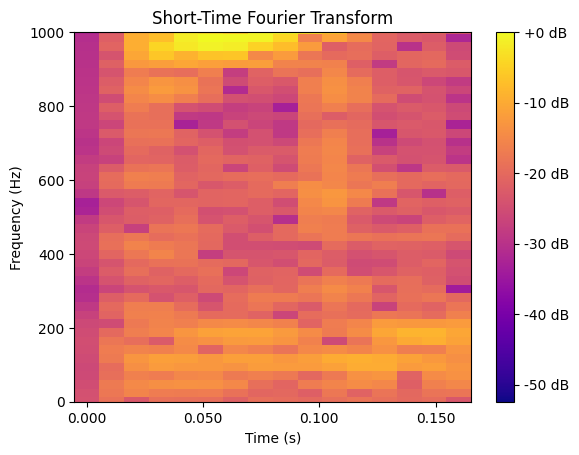 Short-Time Fourier Transform
1000
800
600
400
200
0
Frequency (Hz)
0.000
0.050
0.100
0.150
Time (s)
+0 dB
-10 dB
-20 dB
-30 dB
-40 dB
-50 dB